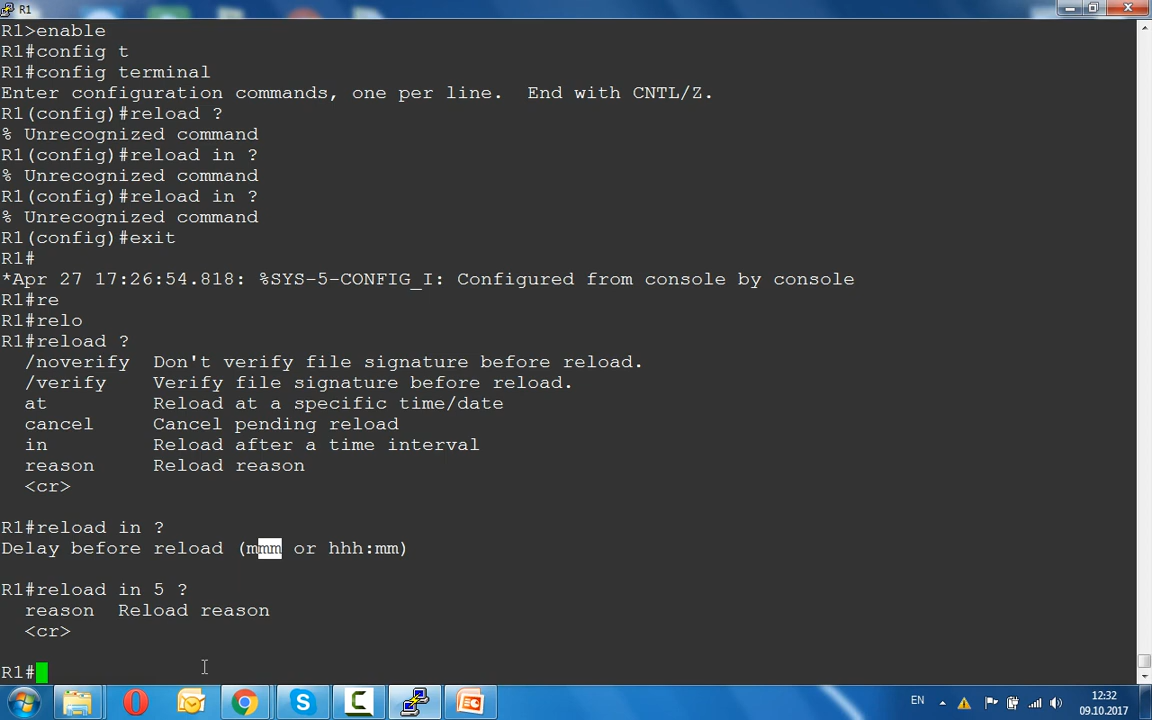 R1
R1>enable
R1#config t
R1#config terminal
Enter configuration commands, one per line.  End with CNTL/Z.
R1(config)#reload ?
% Unrecognized command
R1(config)#reload in ?
% Unrecognized command
R1(config)#reload in ?
% Unrecognized command
R1(config)#exit
R1#
*Apr 27 17:26:54.818: %SYS-5-CONFIG_I: Configured from console by console
R1#re
R1#relo
R1#reload ?
  /noverify  Don't verify file signature before reload.
  /verify    Verify file signature before reload.
  at         Reload at a specific time/date
  cancel     Cancel pending reload
  in         Reload after a time interval
  reason     Reload reason
  <cr>
R1#reload in ?
Delay before reload (mmm or hhh:mm)
R1#reload in 5 ?
  reason  Reload reason
  <cr>
R1#
EN
12:32
09.10.2017